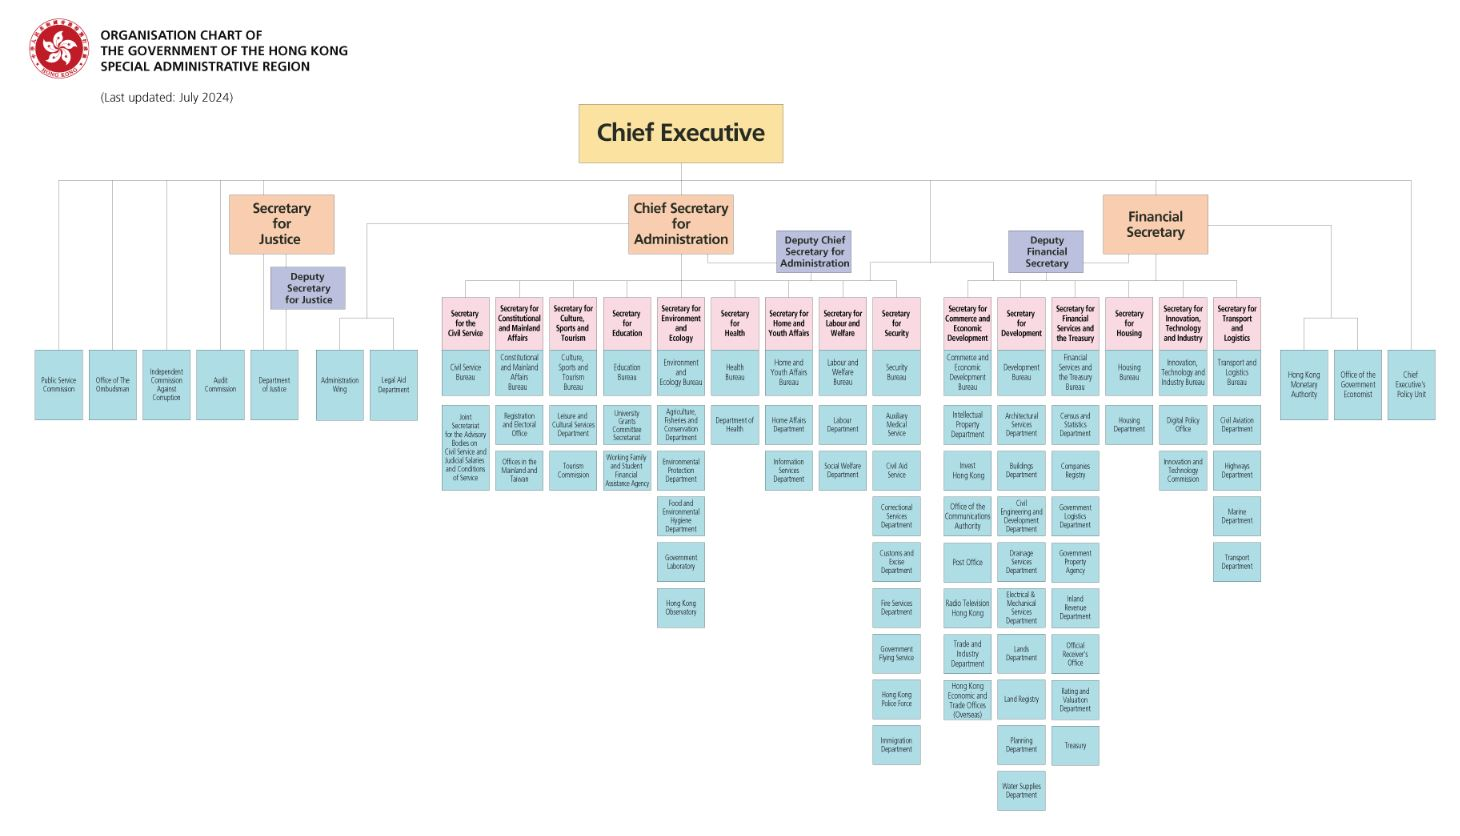 ORGANISATION CHART OF
THE GOVERNMENT OF THE HONG KONG
SPECIAL ADMINISTRATIVE REGION
HONG KONG
(Last updated: July 2024)
Chief Executive
Secretary
for
Justice
Chief Secretary
for
Administration
Financial
Secretary
Deputy Chief
Secretary for
Administration
Deputy
Financial
Secretary
Deputy
Secretary
for Justice
Secretary
for the
Civil Service
Secretary for
Constitutional
and Mainland
Affairs
Secretary for
Culture,
Sports and
Tourism
Secretary
for
Education
Secretary for
Environment
and
Ecology
Secretary
for
Health
Secretary for
Home and
Youth Affairs
Secretary for
Labour and
Welfare
Secretary
for
Security
Secretary for
Commerce and
Economic
Development
Secretary
for
Development
Secretary for
Financial
Services and
the Treasury
Secretary
for
Housing
Secretary for
Innovation,
Technology
and Industry
Secretary for
Transport
and
Logistics
Public Service
Commission
Office of The
Ombudsman
Independent
Commission
Against
Corruption
Audit
Commission
Department
of Justice
Administration
Wing
Legal Aid
Department
Civil Service
Bureau
Constitutional
and Mainland
Affairs
Bureau
Culture,
Sports and
Tourism
Bureau
Education
Bureau
Environment
and
Ecology Bureau
Health
Bureau
Home and
Youth Affairs
Bureau
Labour and
Welfare
Bureau
Security
Bureau
Commerce and
Economic
Development
Bureau
Development
Bureau
Financial
Services and
the Treasury
Bureau
Housing
Bureau
Innovation,
Technology and
Industry Bureau
Transport and
Logistics
Bureau
Hong Kong
Monetary
Authority
Office of the
Government
Economist
Chief
Executive's
Policy Unit
Joint
Secretariat
for the Advisory
Bodies on
Civil Service and
Judicial Salaries
and Conditions
of Service
Registration
and Electoral
Office
Leisure and
Cultural Services
Department
University
Grants
Committee
Secretariat
Agriculture,
Fisheries and
Conservation
Department
Department of
Health
Home Affairs
Department
Labour
Department
Auxiliary
Medical
Service
Intellectual
Property
Department
Architectural
Services
Department
Census and
Statistics
Department
Housing
Department
Digital Policy
Office
Civil Aviation
Department
Offices in the
Mainland and
Taiwan
Tourism
Commission
Working Family
and Student
Financial
Assistance Agency
Environmental
Protection
Department
Information
Services
Department
Social Welfare
Department
Civil Aid
Service
Invest
Hong Kong
Buildings
Department
Companies
Registry
Innovation and
Technology
Commission
Highways
Department
Food and
Environmental
Hygiene
Department
Correctional
Services
Department
Office of the
Communications
Authority
Civil
Engineering and
Development
Department
Government
Logistics
Department
Marine
Department
Government
Laboratory
Customs and
Excise
Department
Post Office
Drainage
Services
Department
Government
Property
Agency
Transport
Department
Hong Kong
Observatory
Fire Services
Department
Radio Television
Hong Kong
Electrical &
Mechanical
Services
Department
Inland
Revenue
Department
Government
Flying Service
Trade and
Industry
Department
Lands
Department
Official
Receiver's
Office
Hong Kong
Police Force
Hong Kong
Economic and
Trade Offices
(Overseas)
Land Registry
Rating and
Valuation
Department
Immigration
Department
Planning
Department
Treasury
Water Supplies
Department